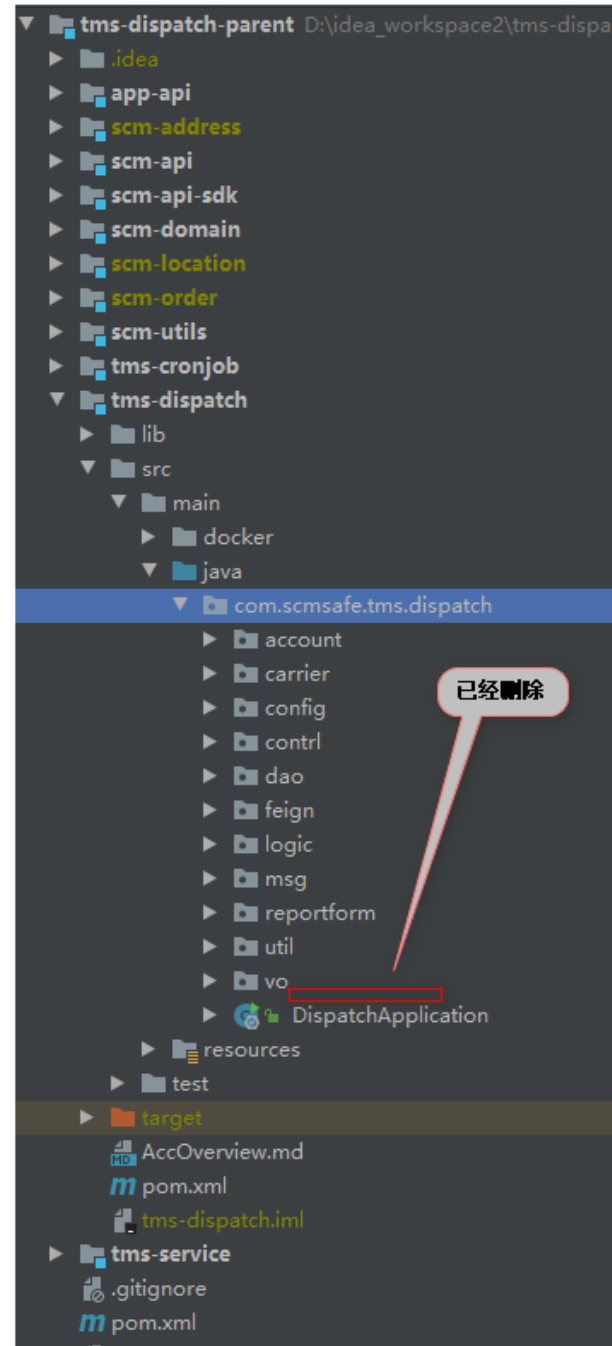 tms-dispatch-parent D:\idea_workspace2\tms-dispa
.idea
app-api
scm-address
scm-api
scm-api-sdk
scm-domain
scm-location
scm-order
scm-utils
tms-cronjob
tms-dispatch
lib
src
main
docker
java
com.scmsafe.tms.dispatch
account
carrier
已经删除
config
contrl
dao
feign
logic
msg
reportform
util
vo
DispatchApplication
resources
test
target
MD AccOverview.md
m pom.xml
tms-dispatch.iml
tms-service
.gitignore
m pom.xml